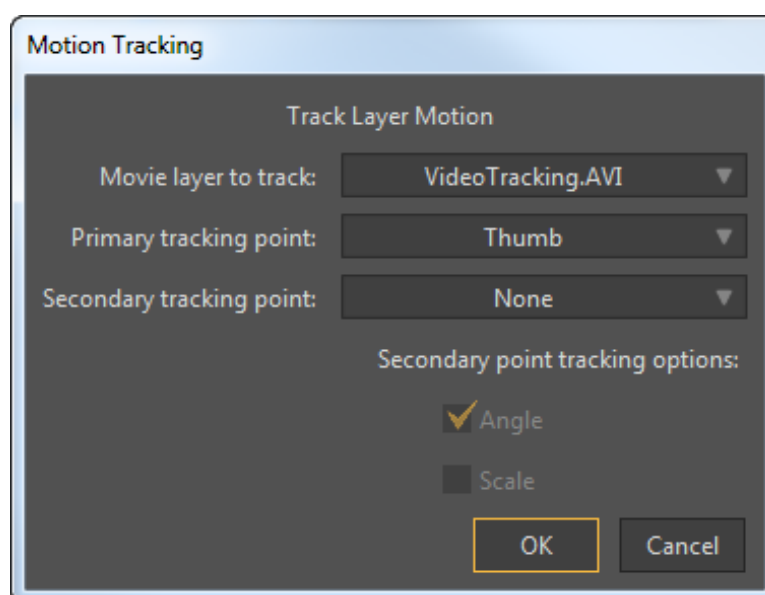 Motion Tracking
Track Layer Motion
Movie layer to track: VideoTracking.AVI
Primary tracking point: Thumb
Secondary tracking point: None
Secondary point tracking options:
Angle
Scale
OK Cancel